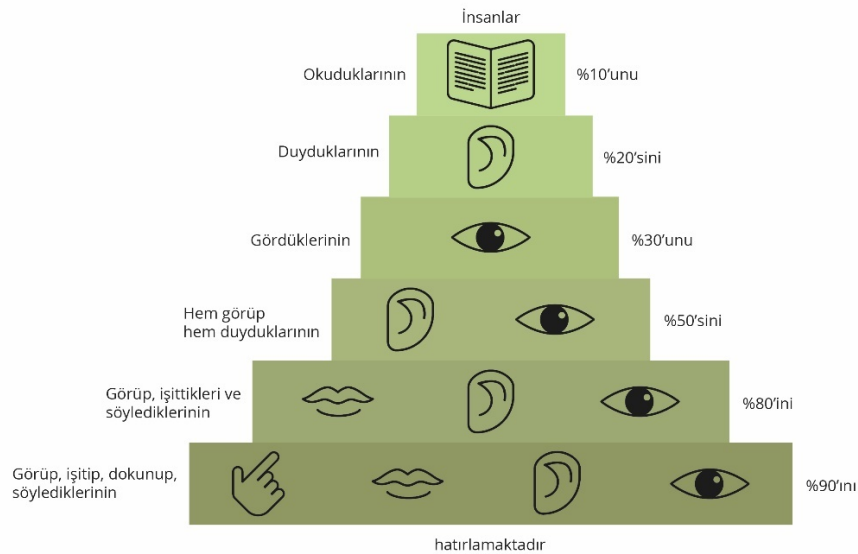 İnsanlar
Okuduklarının
%10’unu
Duyduklarının
%20’sini
Gördüklerinin
%30’unu
Hem görüp
hem duyduklarının
%50’sini
Görüp, işittikleri ve
söylediklerinin
%80’ini
Görüp, işitip, dokunup,
söylediklerinin
%90’ını
hatırlamaktadır